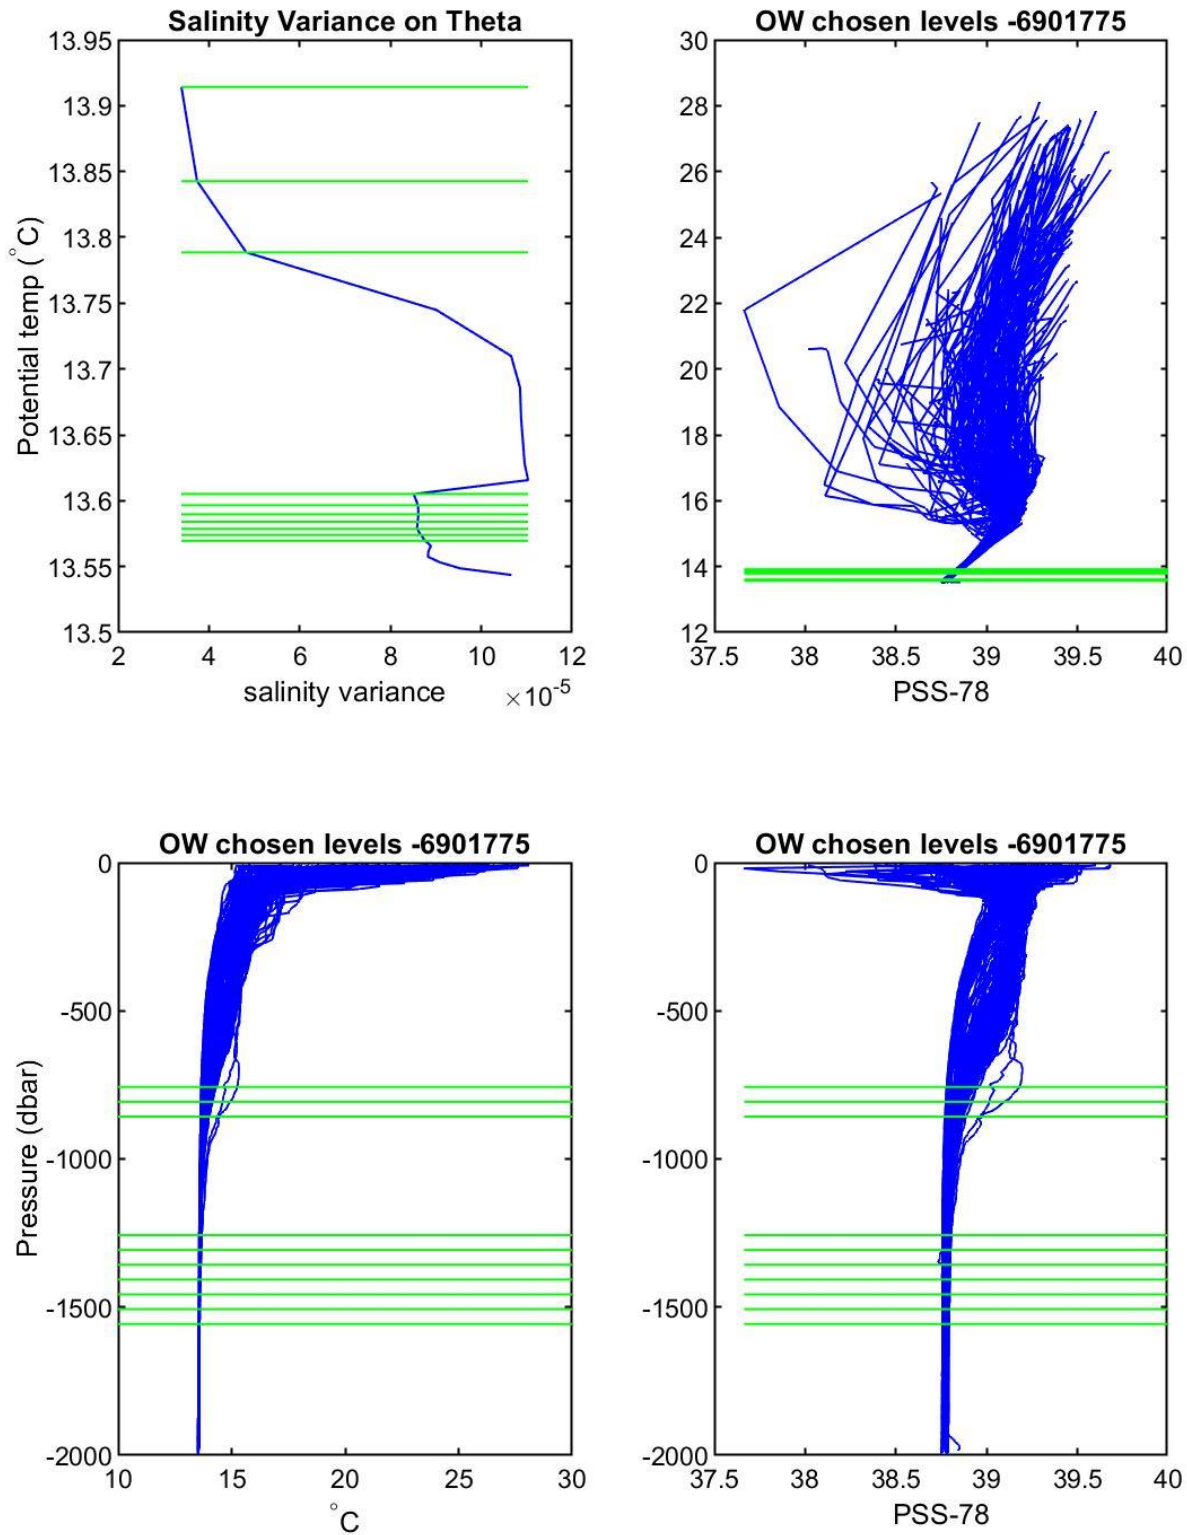 Salinity Variance on Theta
13.95
13.9
13.85
13.8
13.75
13.7
13.65
13.6
13.55
13.5
Potential temp (°C)
2 4 6 8 10 12
salinity variance ×10-5
OW chosen levels -6901775
30
28
26
24
22
20
18
16
14
12
37.5 38 38.5 39 39.5 40
PSS-78
OW chosen levels -6901775
0
-500
-1000
-1500
-2000
Pressure (dbar)
10 15 20 25 30
°C
OW chosen levels -6901775
0
-500
-1000
-1500
-2000
37.5 38 38.5 39 39.5 40
PSS-78